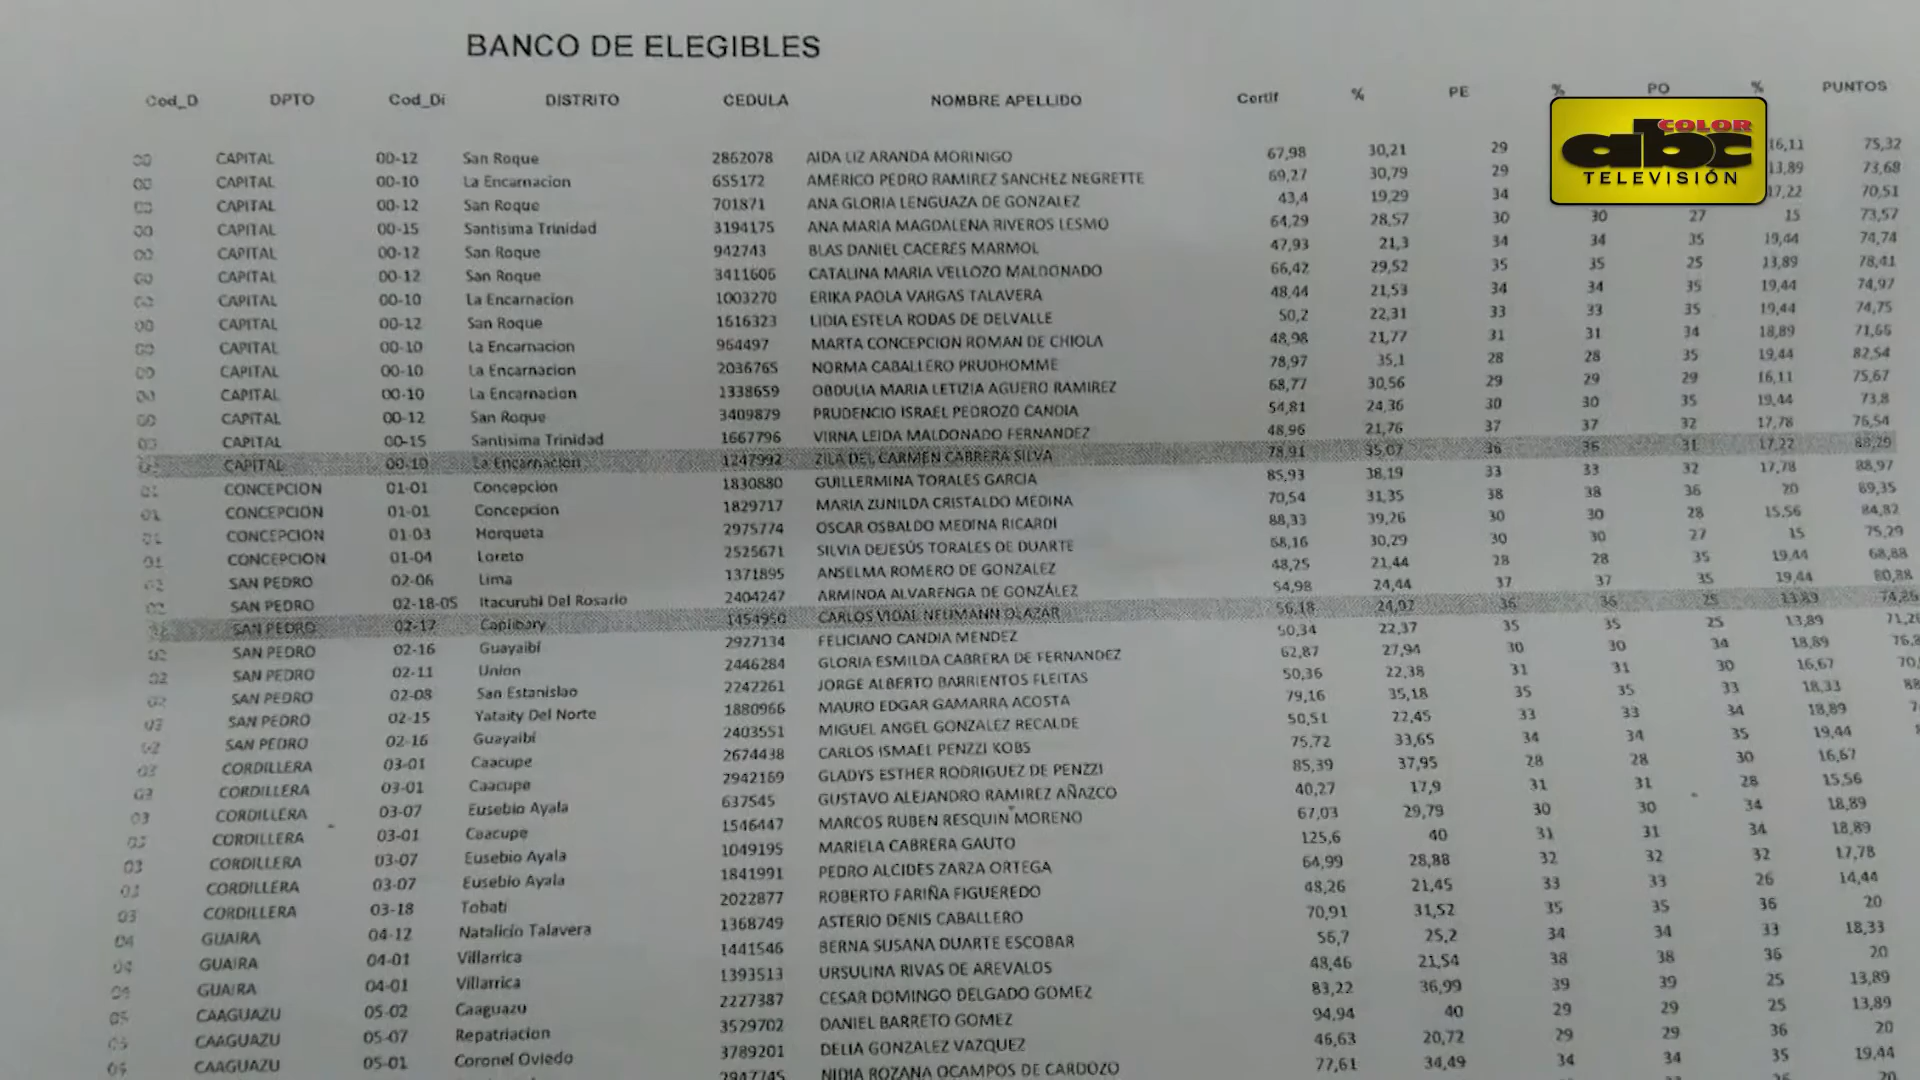 BANCO DE ELEGIBLES
Cod_D DPTO Cod_Di DISTRITO CEDULA NOMBRE APELLIDO Certif % PE % PO % PUNTOS
00 CAPITAL 00-12 San Roque 2862078 AIDA LIZ ARANDA MORINIGO 67,98 30,21 29 16,11 75,32
00 CAPITAL 00-10 La Encarnacion 655172 AMERICO PEDRO RAMIREZ SANCHEZ NEGRETTE 69,27 30,79 29 13,89 73,68
00 CAPITAL 00-12 San Roque 701871 ANA GLORIA LENGUAZA DE GONZALEZ 43,4 19,29 34 17,22 70,51
00 CAPITAL 00-15 Santisima Trinidad 3194175 ANA MARIA MAGDALENA RIVEROS LESMO 64,29 28,57 30 30 27 15 73,57
00 CAPITAL 00-12 San Roque 942743 BLAS DANIEL CACERES MARMOL 47,93 21,3 34 34 35 19,44 74,74
00 CAPITAL 00-12 San Roque 3411606 CATALINA MARIA VELLOZO MALDONADO 66,42 29,52 35 35 25 13,89 78,41
00 CAPITAL 00-10 La Encarnacion 1003270 ERIKA PAOLA VARGAS TALAVERA 48,44 21,53 34 34 35 19,44 74,97
00 CAPITAL 00-12 San Roque 1616323 LIDIA ESTELA RODAS DE DELVALLE 50,2 22,31 33 33 35 19,44 74,75
00 CAPITAL 00-10 La Encarnacion 964497 MARTA CONCEPCION ROMAN DE CHIOLA 48,98 21,77 31 31 34 18,89 71,66
00 CAPITAL 00-10 La Encarnacion 2036765 NORMA CABALLERO PRUDHOMME 78,97 35,1 28 28 35 19,44 82,54
00 CAPITAL 00-10 La Encarnacion 1338659 OBDULIA MARIA LETIZIA AGUERO RAMIREZ 68,77 30,56 29 29 29 16,11 75,67
00 CAPITAL 00-12 San Roque 3409879 PRUDENCIO ISRAEL PEDROZO CANDIA 54,81 24,36 30 30 35 19,44 73,8
00 CAPITAL 00-15 Santisima Trinidad 1667796 VIRNA LEIDA MALDONADO FERNANDEZ 48,96 21,76 37 37 32 17,78 76,54
CAPITAL 00-10 La Encarnacion 1247992 ZILA DEL CARMEN CABRERA SILVA 78,91 35,07 36 36 31 17,22 88,29
01 CONCEPCION 01-01 Concepcion 1830880 GUILLERMINA TORALES GARCIA 85,93 38,19 33 33 32 17,78 88,97
01 CONCEPCION 01-01 Concepcion 1829717 MARIA ZUNILDA CRISTALDO MEDINA 70,54 31,35 38 38 36 20 89,35
01 CONCEPCION 01-03 Horqueta 2975774 OSCAR OSBALDO MEDINA RICARDI 88,33 39,26 30 30 28 15,56 84,82
01 CONCEPCION 01-04 Loreto 2525671 SILVIA DEJESÚS TORALES DE DUARTE 68,16 30,29 30 30 27 15 75,29
02 SAN PEDRO 02-06 Lima 1371895 ANSELMA ROMERO DE GONZALEZ 48,25 21,44 28 28 35 19,44 68,88
02 SAN PEDRO 02-18-05 Itacurubi Del Rosario 2404247 ARMINDA ALVARENGA DE GONZÁLEZ 54,98 24,44 37 37 35 19,44 80,88
SAN PEDRO 02-17 Capiibary 1454950 CARLOS VIDAL NEUMANN OLAZAR 56,18 24,97 36 36 25 13,89 74,86
02 SAN PEDRO 02-16 Guayaibi 2927134 FELICIANO CANDIA MENDEZ 50,34 22,37 35 35 25 13,89
02 SAN PEDRO 02-11 Union 2446284 GLORIA ESMILDA CABRERA DE FERNANDEZ 62,87 27,94 30 30 34 18,89
02 SAN PEDRO 02-08 San Estanislao 2242261 JORGE ALBERTO BARRIENTOS FLEITAS 50,36 22,38 31 31 30 16,67
SAN PEDRO 02-15 Yataity Del Norte 1880966 MAURO EDGAR GAMARRA ACOSTA 79,16 35,18 35 35 33 18,33
02 SAN PEDRO 02-16 Guayaibi 2403551 MIGUEL ANGEL GONZALEZ RECALDE 50,51 22,45 33 33 34 18,89
03 CORDILLERA 03-01 Caacupe 2674438 CARLOS ISMAEL PENZZI KOBS 75,72 33,65 34 34 35 19,44
03 CORDILLERA 03-01 Caacupe 2942169 GLADYS ESTHER RODRIGUEZ DE PENZZI 85,39 37,95 28 28 30 16,67
03 CORDILLERA 03-07 Eusebio Ayala 637545 GUSTAVO ALEJANDRO RAMIREZ AÑAZCO 40,27 17,9 31 31 28 15,56
03 CORDILLERA 03-01 Caacupe 1546447 MARCOS RUBEN RESQUIN MORENO 67,03 29,79 30 30 34 18,89
03 CORDILLERA 03-07 Eusebio Ayala 1049195 MARIELA CABRERA GAUTO 125,6 40 31 31 34 18,89
03 CORDILLERA 03-07 Eusebio Ayala 1841991 PEDRO ALCIDES ZARZA ORTEGA 64,99 28,88 32 32 32 17,78
03 CORDILLERA 03-18 Tobati 2022877 ROBERTO FARIÑA FIGUEREDO 48,26 21,45 33 33 26 14,44
04 GUAIRA 04-12 Natalicio Talavera 1368749 ASTERIO DENIS CABALLERO 70,91 31,52 35 35 36 20
04 GUAIRA 04-01 Villarrica 1441546 BERNA SUSANA DUARTE ESCOBAR 56,7 25,2 34 34 33 18,33
04 GUAIRA 04-01 Villarrica 1393513 URSULINA RIVAS DE AREVALOS 48,46 21,54 38 38 36 20
05 CAAGUAZU 05-02 Caaguazu 2227387 CESAR DOMINGO DELGADO GOMEZ 83,22 36,99 39 39 25 13,89
05 CAAGUAZU 05-07 Repatriacion 3529702 DANIEL BARRETO GOMEZ 94,94 40 29 29 25 13,89
05 CAAGUAZU 05-01 Coronel Oviedo 3789201 DELIA GONZALEZ VAZQUEZ 46,63 20,72 29 29 36 20
2947745 NIDIA ROZANA OCAMPOS DE CARDOZO 77,61 34,49 34 34 35 19,44
abc COLOR
TELEVISIÓN